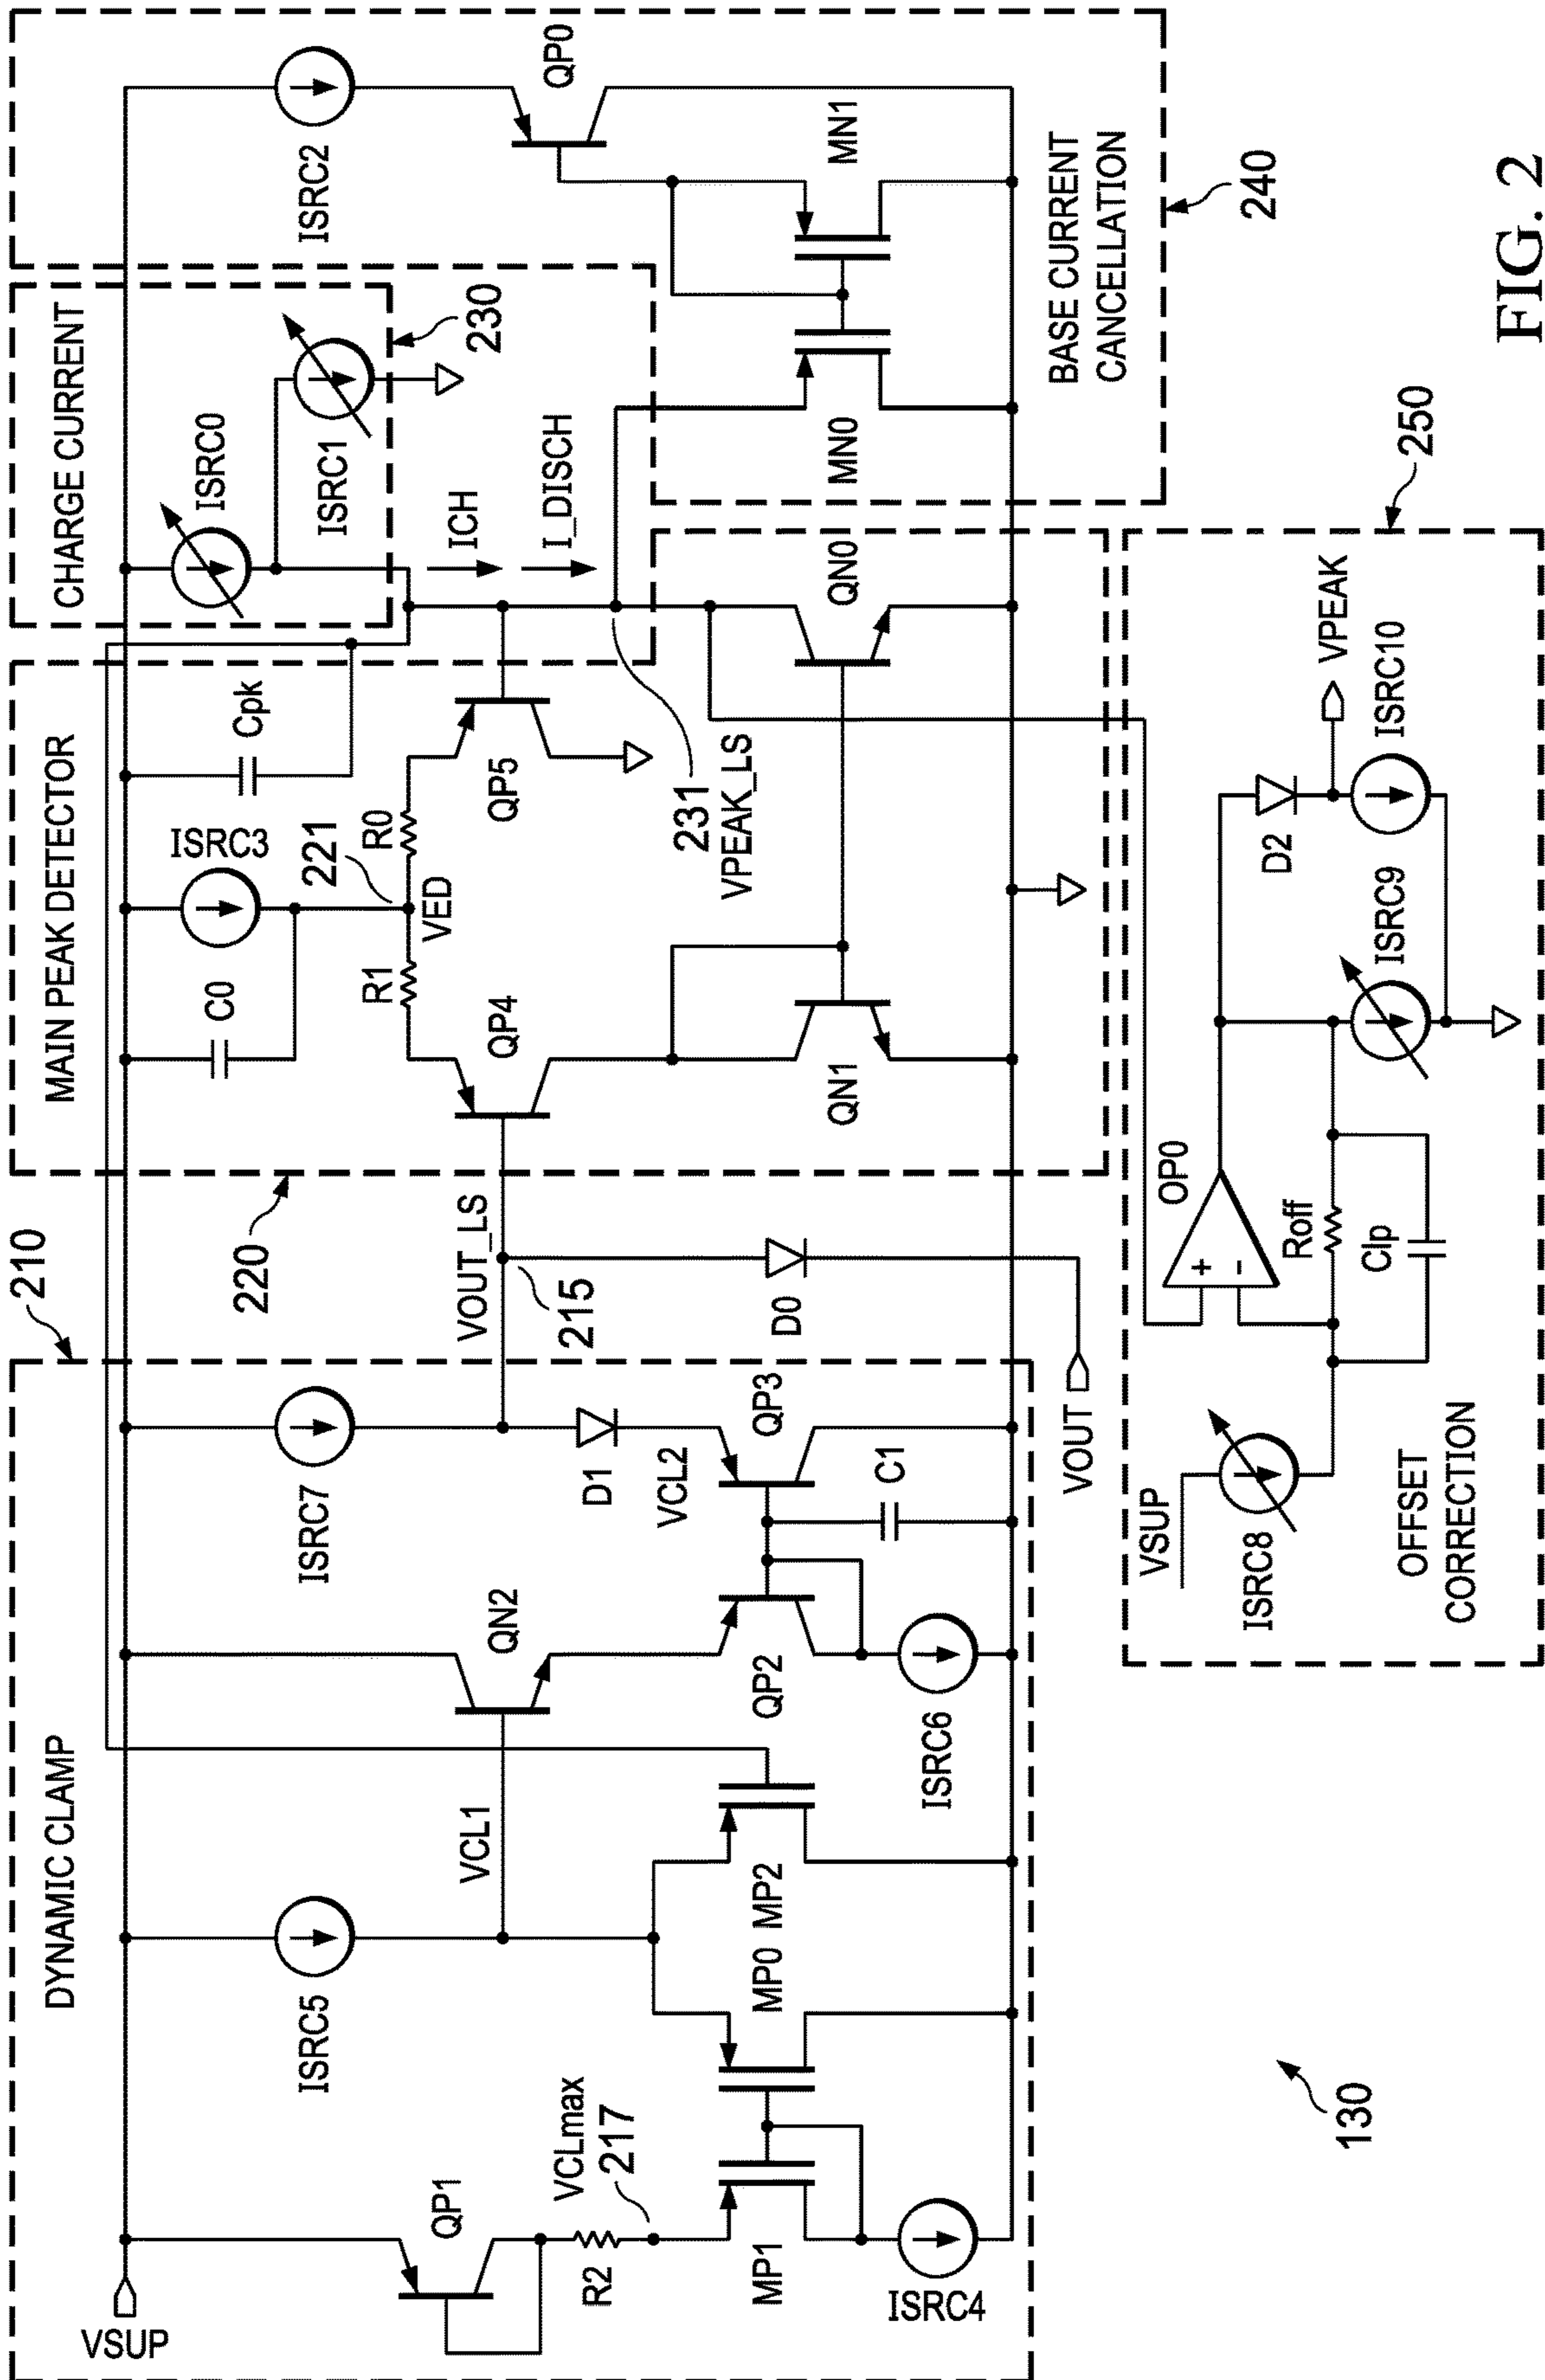 DYNAMIC CLAMP
210
MAIN PEAK DETECTOR
220
CHARGE CURRENT
230
VSUP
QP1
R2
VCLmax
217
MP1
ISRC4
ISRC5
VCL1
MP0
MP2
QN2
QP2
ISRC6
ISRC7
D1
VCL2
QP3
C1
VOUT_LS
215
D0
VOUT
C0
ISRC3
Cpk
221
VED
R1
R0
QP4
QP5
QN1
QN0
231
VPEAK_LS
ISRC0
ISRC1
ICH
I_DISCH
ISRC2
QP0
MN0
MN1
BASE CURRENT
CANCELLATION
240
VSUP
ISRC8
OFFSET
CORRECTION
OP0
+
-
Roff
Clp
ISRC9
D2
ISRC10
VPEAK
250
130
FIG. 2